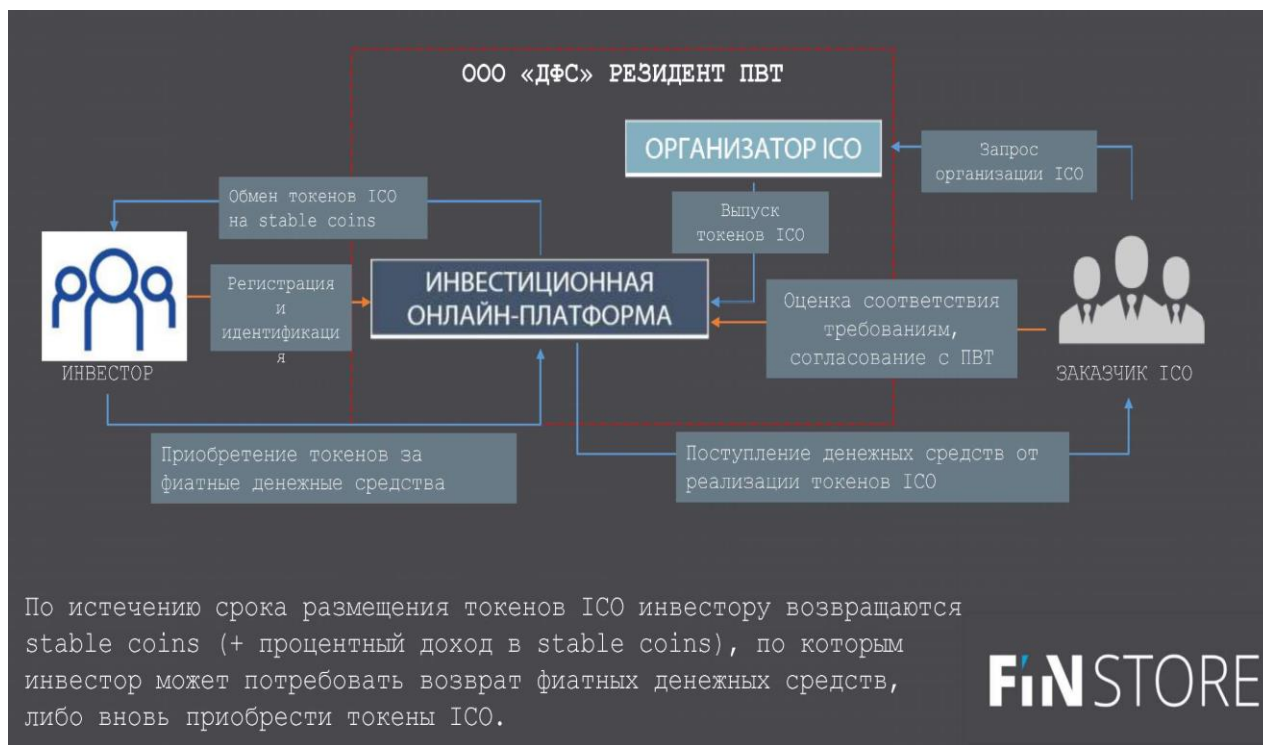 ООО «ДФС» РЕЗИДЕНТ ПВТ
ОРГАНИЗАТОР ICO
Запрос
организации ICO
Обмен токенов ICO
на stable coins
Выпуск
токенов ICO
Регистрация
и
идентификаци
я
ИНВЕСТИЦИОННАЯ
ОНЛАЙН-ПЛАТФОРМА
Оценка соответствия
требованиям,
согласование с ПВТ
ИНВЕСТОР
ЗАКАЗЧИК ICO
Приобретение токенов за
фиатные денежные средства
Поступление денежных средств от
реализации токенов ICO
По истечению срока размещения токенов ICO инвестору возвращаются
stable coins (+ процентный доход в stable coins), по которым
инвестор может потребовать возврат фиатных денежных средств,
либо вновь приобрести токены ICO.
FiiNSTORE